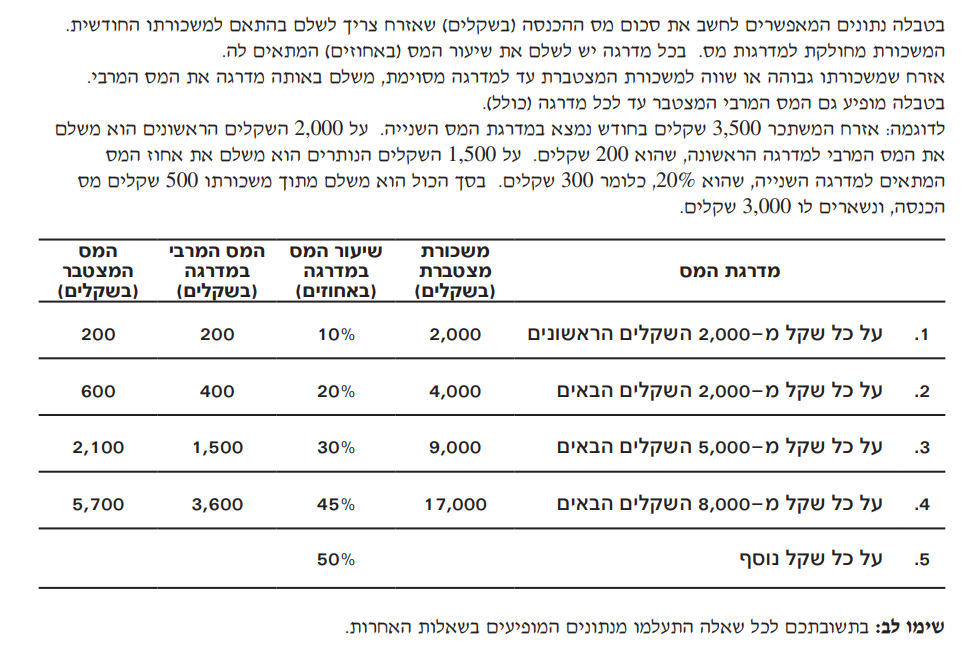 בטבלה נתונים המאפשרים לחשב את סכום מס ההכנסה (בשקלים) שאזרח צריך לשלם בהתאם למשכורתו החודשית.
המשכורת מחולקת למדרגות מס. בכל מדרגה יש לשלם את שיעור המס (באחוזים) המתאים לה.
אזרח שמשכורתו גבוהה או שווה למשכורת המצטברת עד למדרגה מסוימת, משלם באותה מדרגה את המס המרבי.
בטבלה מופיע גם המס המרבי המצטבר עד לכל מדרגה (כולל).
לדוגמה: אזרח המשתכר 3,500 שקלים בחודש נמצא במדרגת המס השנייה. על 2,000 השקלים הראשונים הוא משלם
את המס המרבי למדרגה הראשונה, שהוא 200 שקלים. על 1,500 השקלים הנותרים הוא משלם את אחוז המס
המתאים למדרגה השנייה, שהוא 20%, כלומר 300 שקלים. בסך הכול הוא משלם מתוך משכורתו 500 שקלים מס
הכנסה, ונשארים לו 3,000 שקלים.
מדרגת המס משכורת מצטברת (בשקלים) שיעור המס במדרגה (באחוזים) המס המרבי במדרגה (בשקלים) המס המצטבר (בשקלים)
1. על כל שקל מ-2,000 השקלים הראשונים 2,000 10% 200 200
2. על כל שקל מ-2,000 השקלים הבאים 4,000 20% 400 600
3. על כל שקל מ-5,000 השקלים הבאים 9,000 30% 1,500 2,100
4. על כל שקל מ-8,000 השקלים הבאים 17,000 45% 3,600 5,700
5. על כל שקל נוסף 50%
שימו לב: בתשובתכם לכל שאלה התעלמו מנתונים המופיעים בשאלות האחרות.